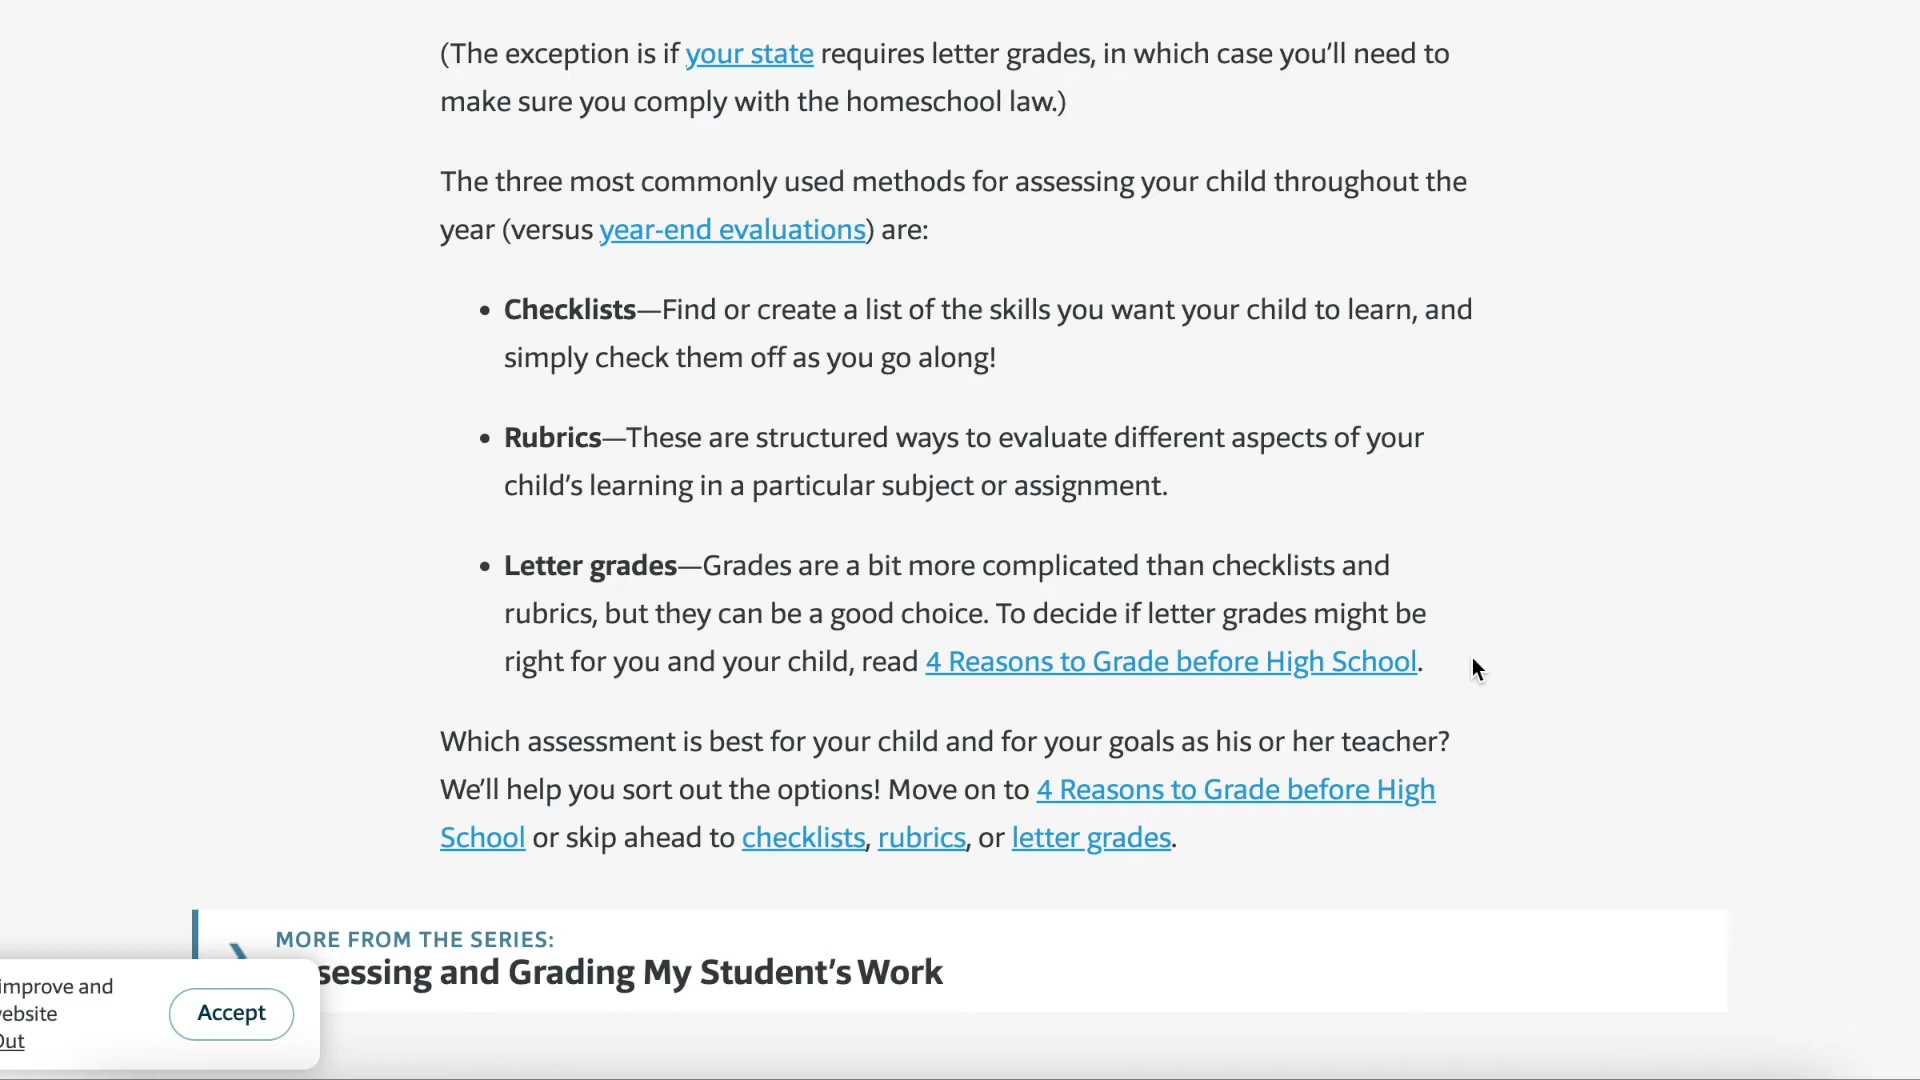 (The exception is if your state requires letter grades, in which case you’ll need to
make sure you comply with the homeschool law.)
The three most commonly used methods for assessing your child throughout the
year (versus year-end evaluations) are:
• Checklists—Find or create a list of the skills you want your child to learn, and
simply check them off as you go along!
• Rubrics—These are structured ways to evaluate different aspects of your
child’s learning in a particular subject or assignment.
• Letter grades—Grades are a bit more complicated than checklists and
rubrics, but they can be a good choice. To decide if letter grades might be
right for you and your child, read 4 Reasons to Grade before High School.
Which assessment is best for your child and for your goals as his or her teacher?
We’ll help you sort out the options! Move on to 4 Reasons to Grade before High
School or skip ahead to checklists, rubrics, or letter grades.
MORE FROM THE SERIES:
and Grading My Student’s Work
improve and
Accept